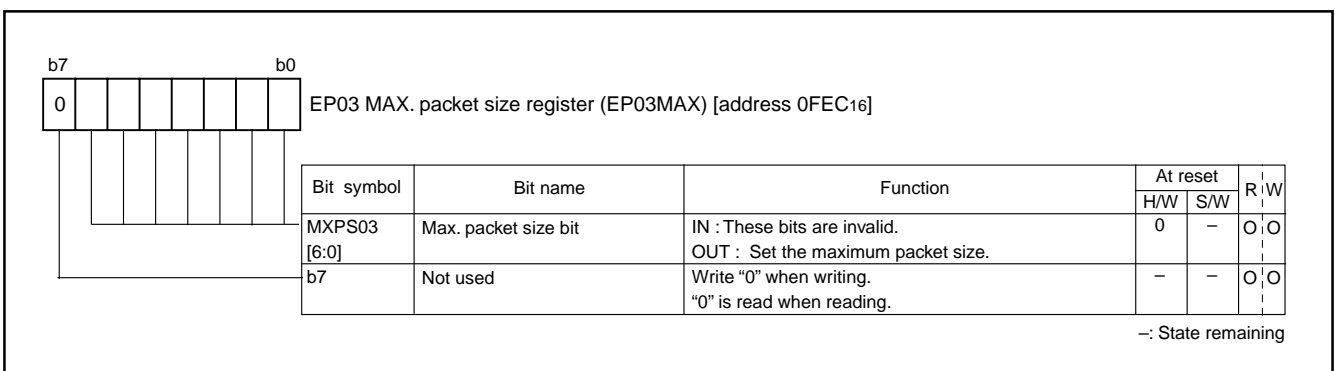 b7 b0
0 EP03 MAX. packet size register (EP03MAX) [address 0FEC16]
Bit symbol Bit name Function At reset R W
H/W S/W
MXPS03 Max. packet size bit IN : These bits are invalid. 0 – O O
[6:0] OUT : Set the maximum packet size.
b7 Not used Write “0” when writing. – – O O
“0” is read when reading.
–: State remaining